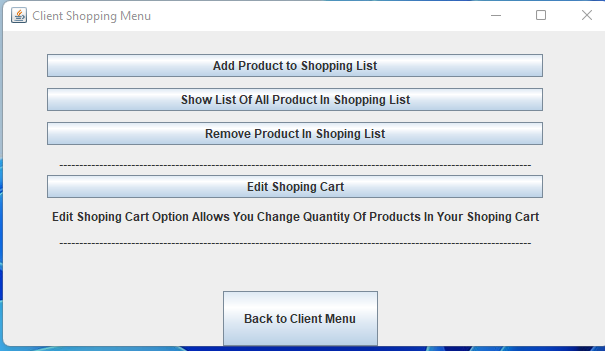 Client Shopping Menu
Add Product to Shopping List
Show List Of All Product In Shopping List
Remove Product In Shoping List
------------------------------------------------------------------------------------------------------------------------
Edit Shoping Cart
Edit Shoping Cart Option Allows You Change Quantity Of Products In Your Shoping Cart
------------------------------------------------------------------------------------------------------------------------
Back to Client Menu